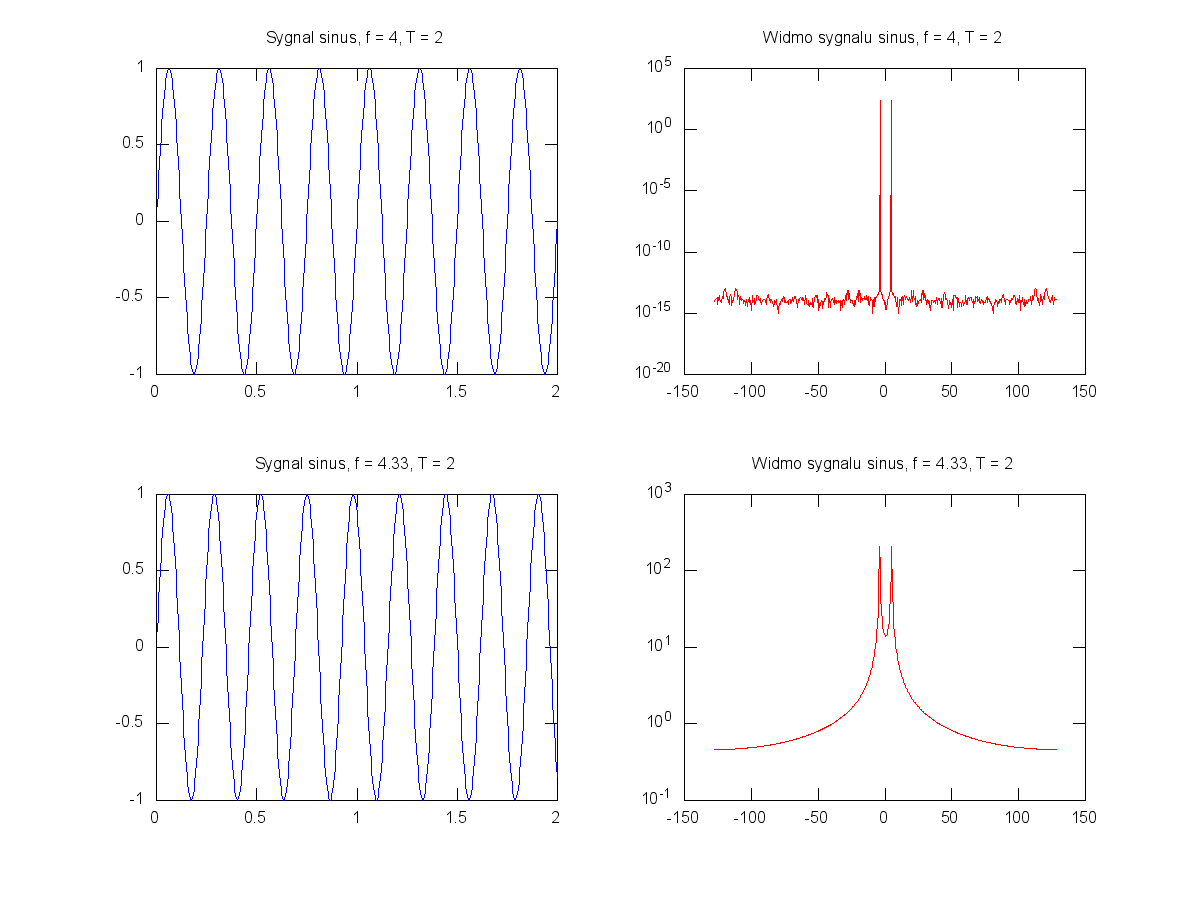 Sygnal sinus, f = 4, T = 2
1
0.5
0
-0.5
-1
0 0.5 1 1.5 2
Widmo sygnalu sinus, f = 4, T = 2
10^5
10^0
10^-5
10^-10
10^-15
10^-20
-150 -100 -50 0 50 100 150
Sygnal sinus, f = 4.33, T = 2
1
0.5
0
-0.5
-1
0 0.5 1 1.5 2
Widmo sygnalu sinus, f = 4.33, T = 2
10^3
10^2
10^1
10^0
10^-1
-150 -100 -50 0 50 100 150